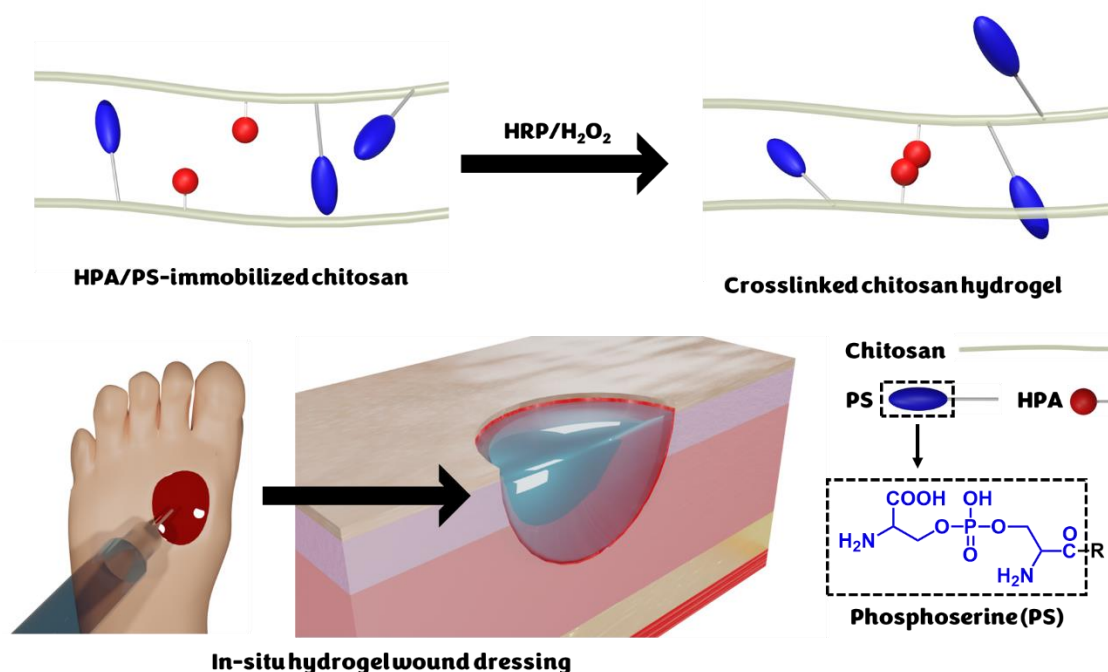 HRP/H₂O₂
HPA/PS-immobilized chitosan
Crosslinked chitosan hydrogel
Chitosan
PS
HPA
COOH
OH
H₂N
O
P
O
O
H₂N
O
C
R
Phosphoserine (PS)
In-situ hydrogel wound dressing